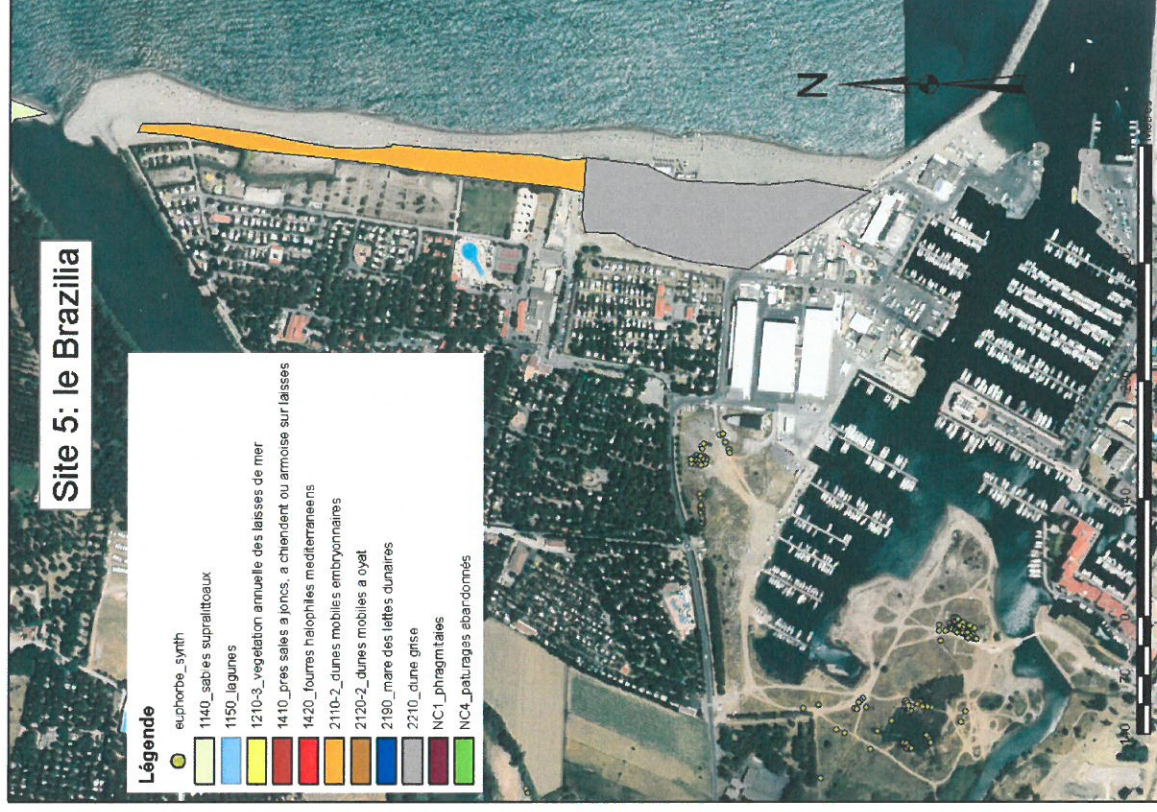 Site 5: le Brazilia
Légende
euphorbe_synth
1140_sables supralittoaux
1150_lagunes
1210-3_vegetation annuelle des laisses de mer
1410_pres sales a joncs, a chiendent ou armoise sur laisses
1420_fourres halophiles mediterraneens
2110-2_dunes mobiles embryonnaires
2120-2_dunes mobiles a oyat
2190_mare des lettes dunaires
2210_dune grise
NC1_phragmitaies
NC4_paturages abandonnés
N